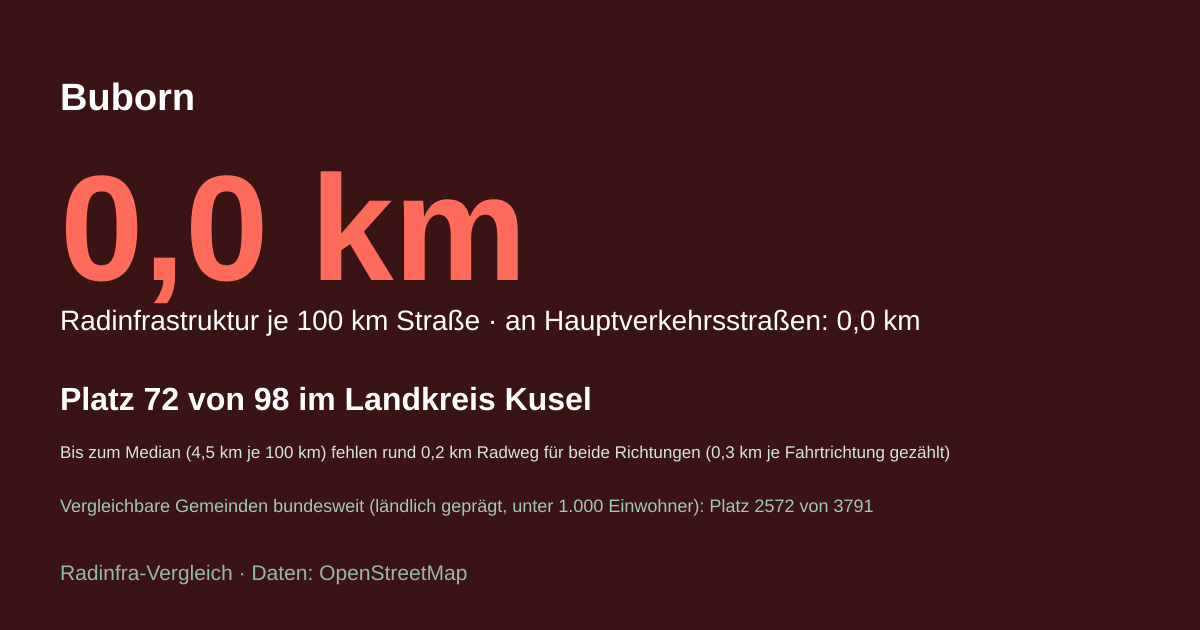 Buborn
0,0 km
Radinfrastruktur je 100 km Straße · an Hauptverkehrsstraßen: 0,0 km
Platz 72 von 98 im Landkreis Kusel
Bis zum Median (4,5 km je 100 km) fehlen rund 0,2 km Radweg für beide Richtungen (0,3 km je Fahrtrichtung gezählt)
Vergleichbare Gemeinden bundesweit (ländlich geprägt, unter 1.000 Einwohner): Platz 2572 von 3791
Radinfra-Vergleich · Daten: OpenStreetMap